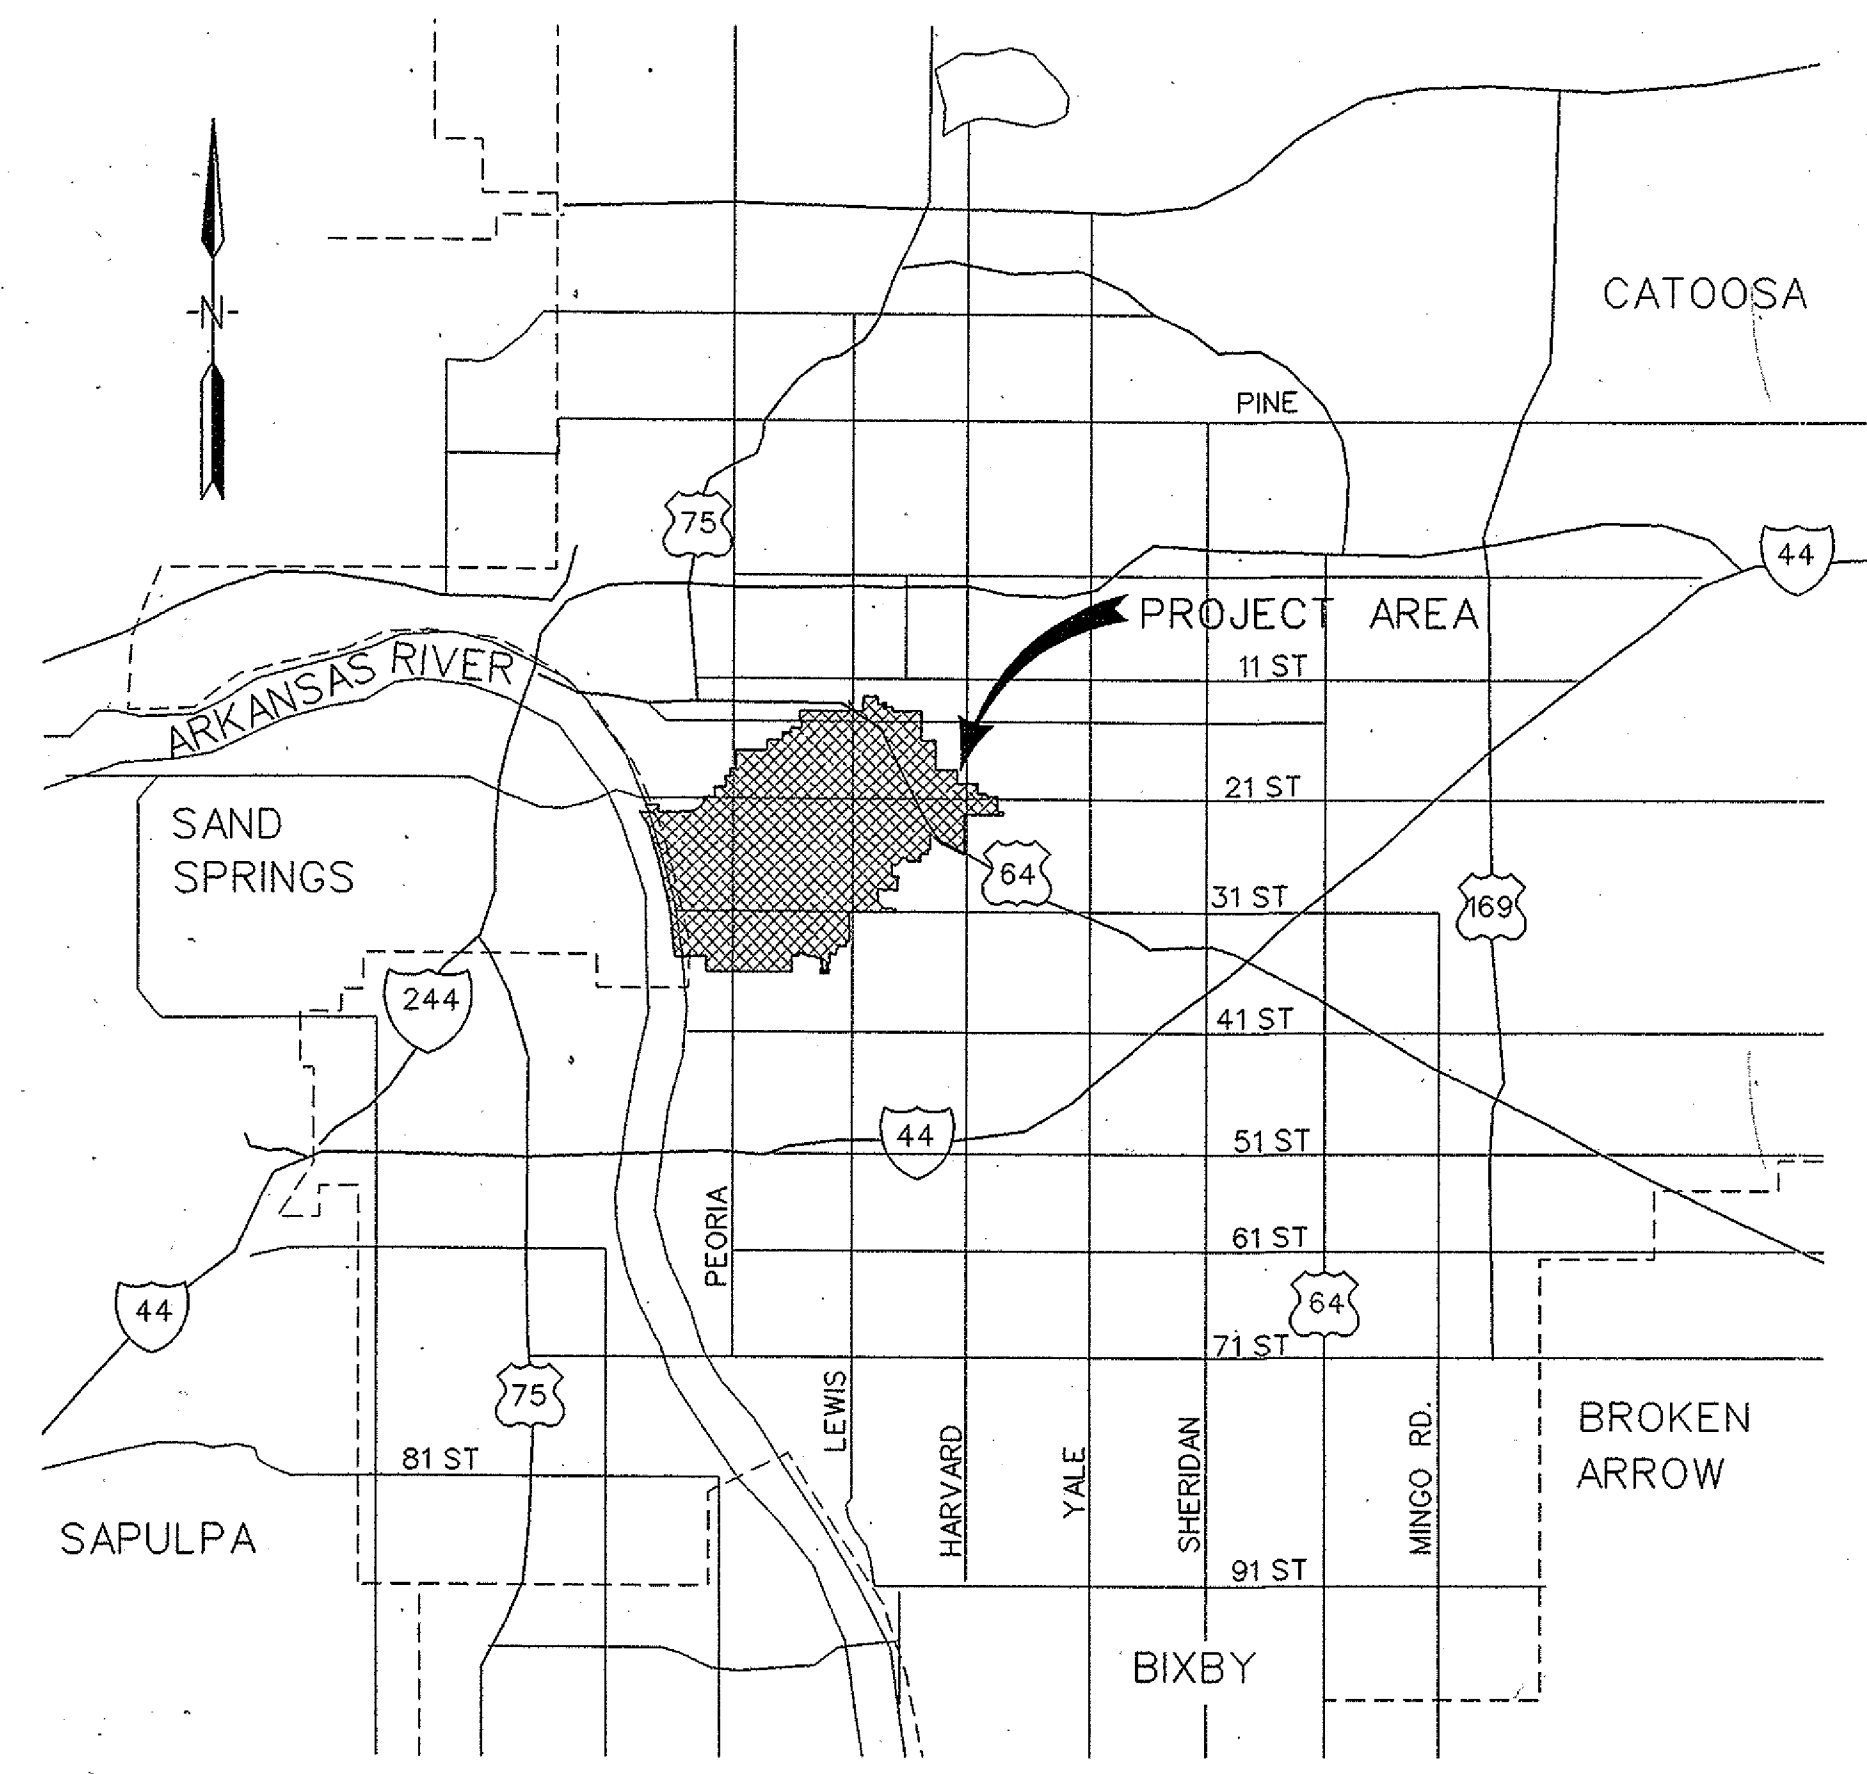 -N-
CATOOSA
PINE
75
44
PROJECT AREA
11 ST
ARKANSAS RIVER
21 ST
SAND
SPRINGS
64
31 ST
169
244
41 ST
44
51 ST
PEORIA
61 ST
44
64
71 ST
75
LEWIS
BROKEN
ARROW
81 ST
HARVARD
YALE
SHERIDAN
MINGO RD.
SAPULPA
91 ST
BIXBY